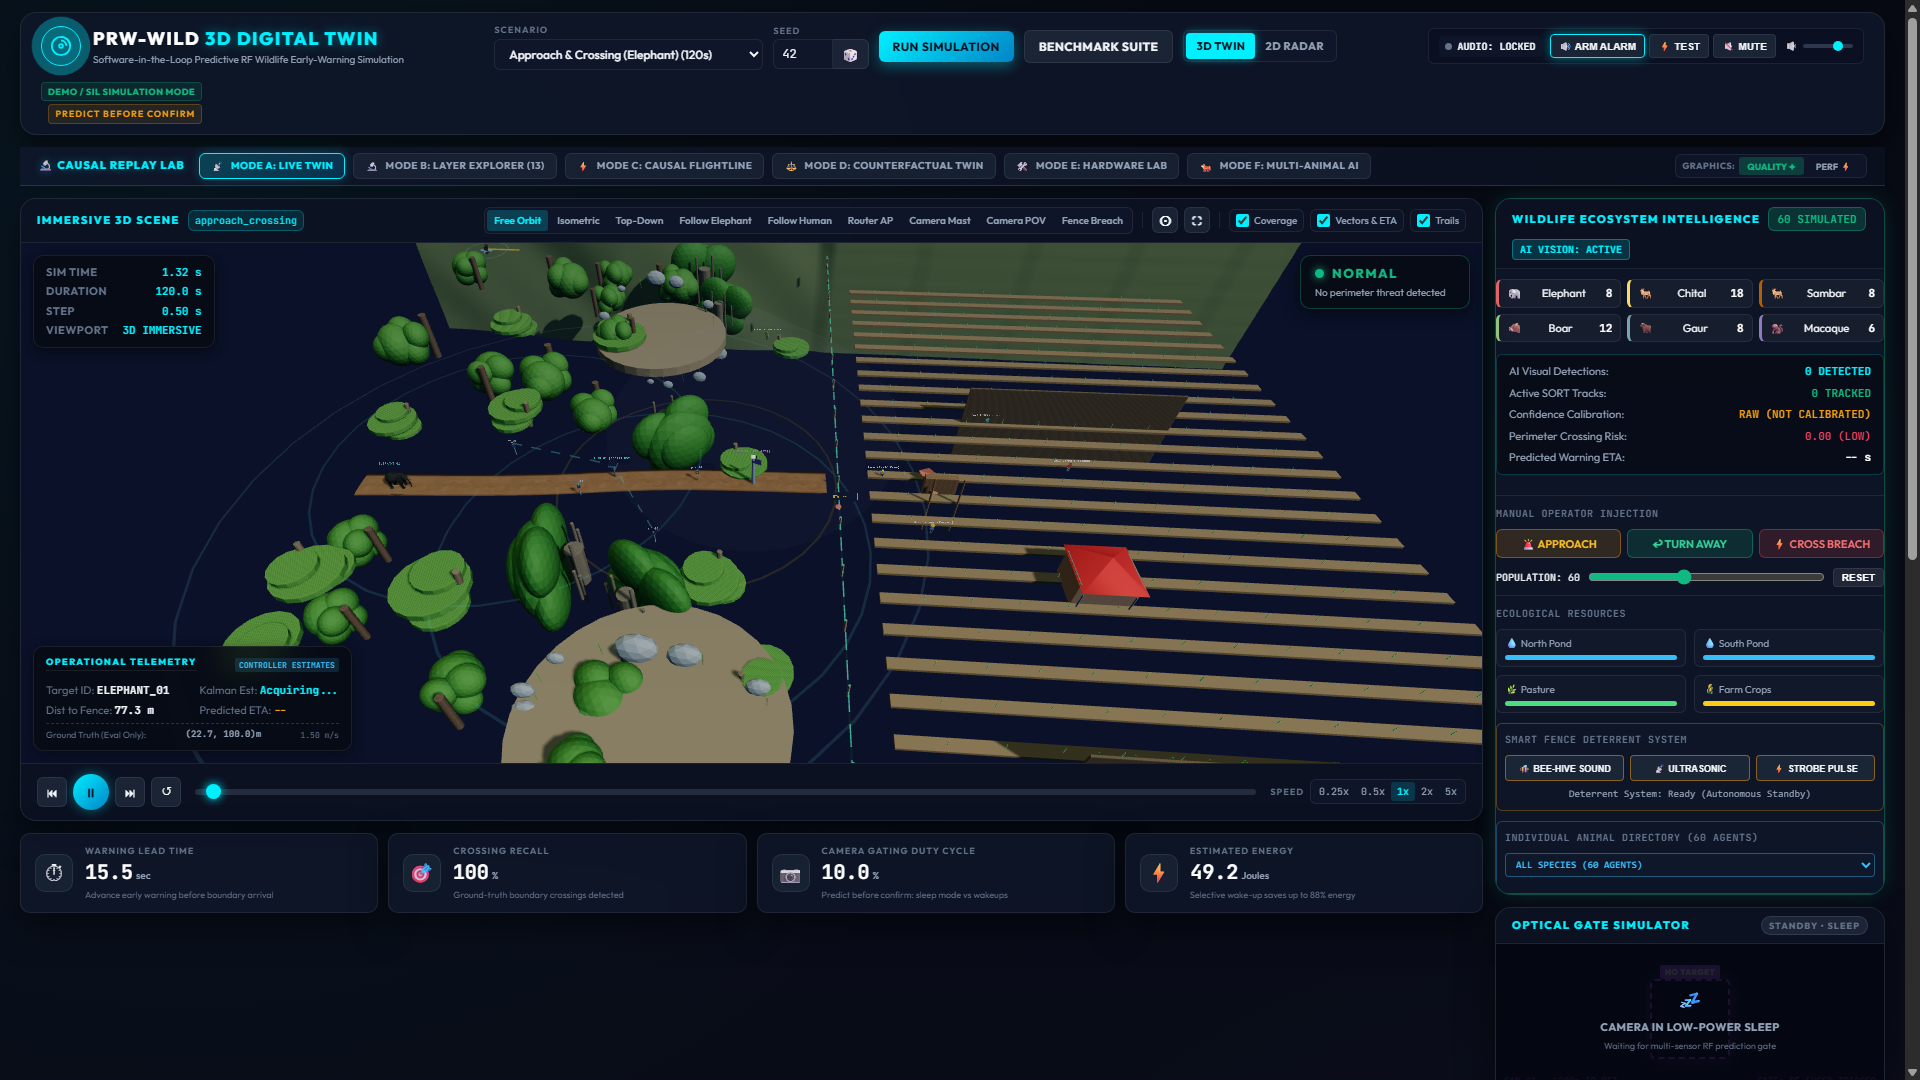 PRW-WILD 3D DIGITAL TWIN
Software-in-the-Loop Predictive RF Wildlife Early-Warning Simulation
DEMO / SIL SIMULATION MODE
PREDICT BEFORE CONFIRM
SCENARIO
Approach & Crossing (Elephant) (120s)
SEED
42
RUN SIMULATION
BENCHMARK SUITE
3D TWIN
2D RADAR
AUDIO: LOCKED
ARM ALARM
TEST
MUTE
CAUSAL REPLAY LAB
MODE A: LIVE TWIN
MODE B: LAYER EXPLORER (13)
MODE C: CAUSAL FLIGHTLINE
MODE D: COUNTERFACTUAL TWIN
MODE E: HARDWARE LAB
MODE F: MULTI-ANIMAL AI
GRAPHICS:
QUALITY
PERF
IMMERSIVE 3D SCENE
approach_crossing
Free Orbit
Isometric
Top-Down
Follow Elephant
Follow Human
Router AP
Camera Mast
Camera POV
Fence Breach
Coverage
Vectors & ETA
Trails
SIM TIME 1.32 s
DURATION 120.0 s
STEP 0.50 s
VIEWPORT 3D IMMERSIVE
NORMAL
No perimeter threat detected
OPERATIONAL TELEMETRY
CONTROLLER ESTIMATES
Target ID: ELEPHANT_01
Kalman Est: Acquiring...
Dist to Fence: 77.3 m
Predicted ETA: --
Ground Truth (Eval Only): (22.7, 100.0)m 1.50 m/s
SPEED
0.25x
0.5x
1x
2x
5x
WARNING LEAD TIME
15.5 sec
Advance early warning before boundary arrival
CROSSING RECALL
100 %
Ground-truth boundary crossings detected
CAMERA GATING DUTY CYCLE
10.0 %
Predict before confirm: sleep mode vs wakeups
ESTIMATED ENERGY
49.2 Joules
Selective wake-up saves up to 88% energy
WILDLIFE ECOSYSTEM INTELLIGENCE
60 SIMULATED
AI VISION: ACTIVE
Elephant 8
Chital 18
Sambar 8
Boar 12
Gaur 8
Macaque 6
AI Visual Detections: 0 DETECTED
Active SORT Tracks: 0 TRACKED
Confidence Calibration: RAW (NOT CALIBRATED)
Perimeter Crossing Risk: 0.00 (LOW)
Predicted Warning ETA: -- s
MANUAL OPERATOR INJECTION
APPROACH
TURN AWAY
CROSS BREACH
POPULATION: 60
RESET
ECOLOGICAL RESOURCES
North Pond
South Pond
Pasture
Farm Crops
SMART FENCE DETERRENT SYSTEM
BEE-HIVE SOUND
ULTRASONIC
STROBE PULSE
Deterrent System: Ready (Autonomous Standby)
INDIVIDUAL ANIMAL DIRECTORY (60 AGENTS)
ALL SPECIES (60 AGENTS)
OPTICAL GATE SIMULATOR
STANDBY • SLEEP
NO TARGET
CAMERA IN LOW-POWER SLEEP
Waiting for multi-sensor RF prediction gate